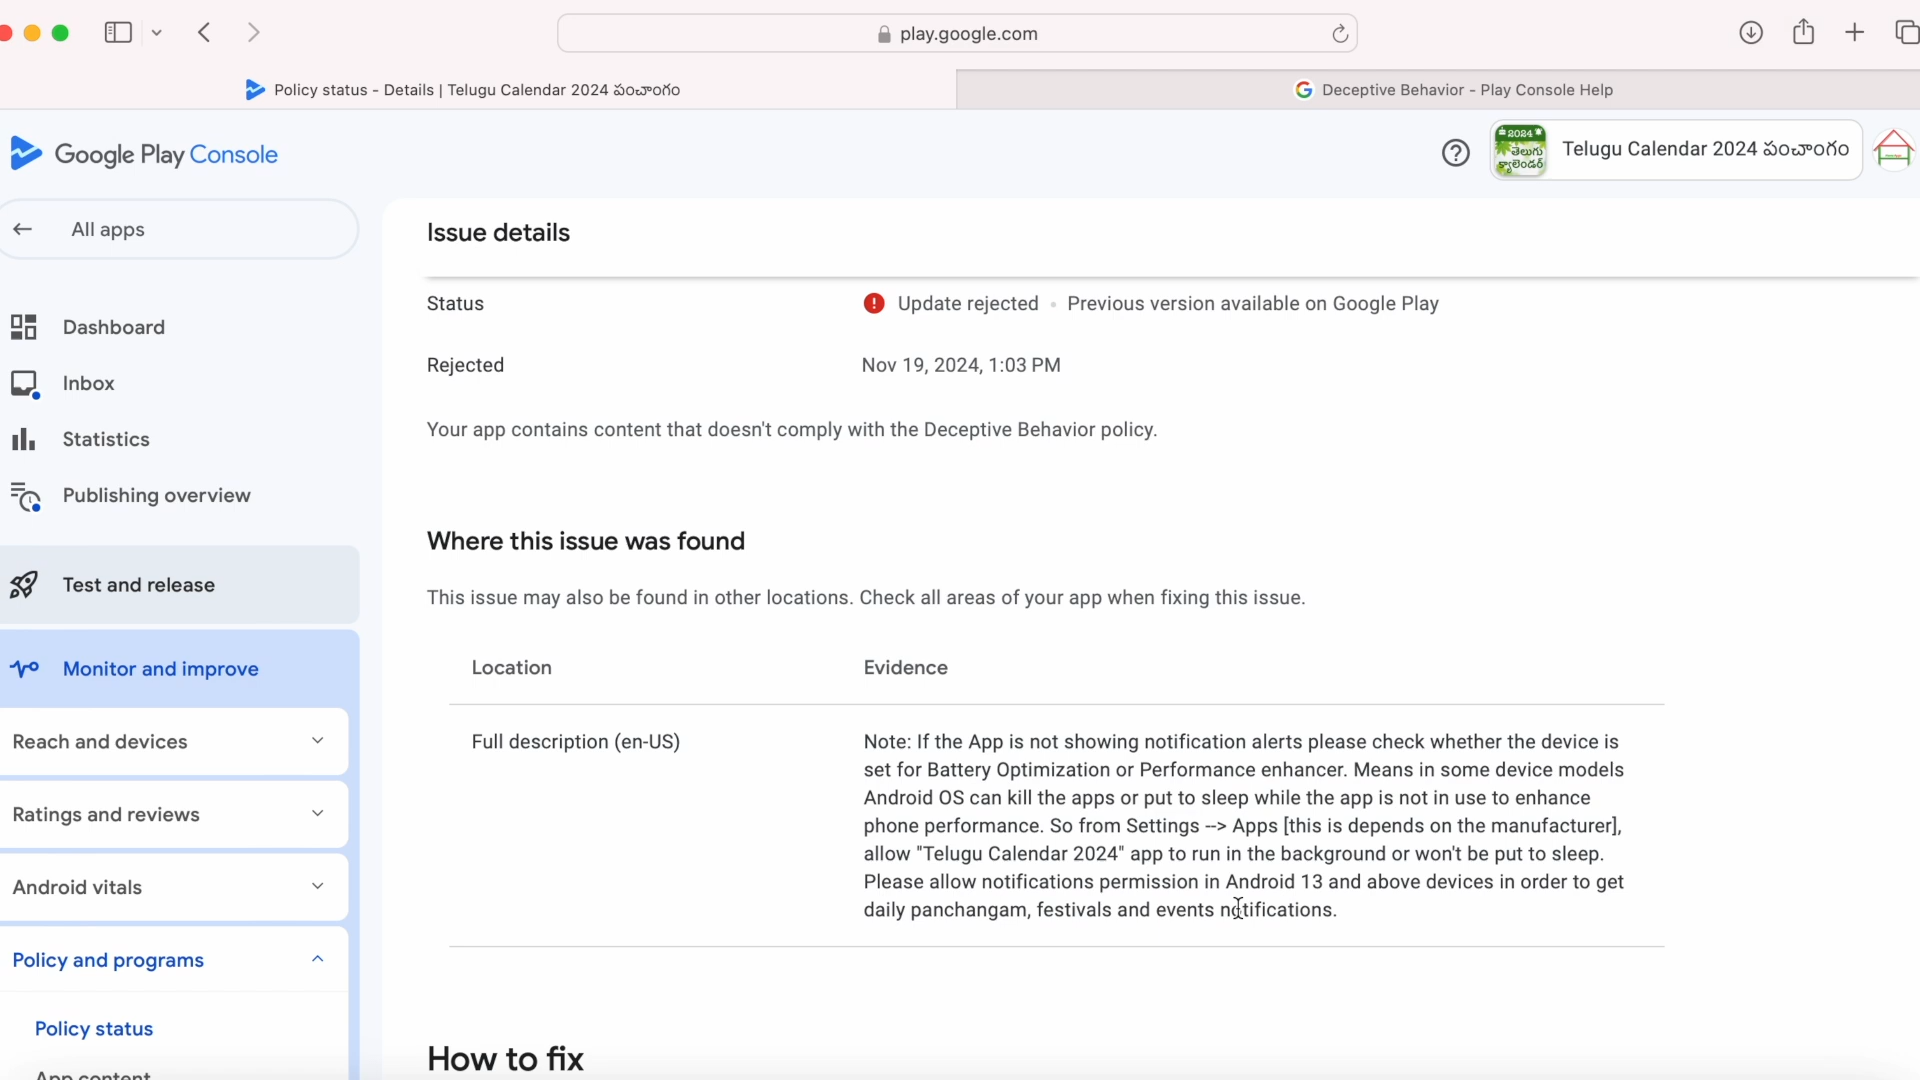 play.google.com
Policy status - Details | Telugu Calendar 2024 పంచాంగం
Deceptive Behavior - Play Console Help
Google Play Console
2024
తెలుగు
క్యాలెండర్
Telugu Calendar 2024 పంచాంగం
All apps
Issue details
Status
Update rejected • Previous version available on Google Play
Dashboard
Rejected
Nov 19, 2024, 1:03 PM
Inbox
Your app contains content that doesn't comply with the Deceptive Behavior policy.
Statistics
Publishing overview
Where this issue was found
Test and release
This issue may also be found in other locations. Check all areas of your app when fixing this issue.
Monitor and improve
Location
Evidence
Reach and devices
Full description (en-US)
Note: If the App is not showing notification alerts please check whether the device is
set for Battery Optimization or Performance enhancer. Means in some device models
Android OS can kill the apps or put to sleep while the app is not in use to enhance
phone performance. So from Settings --> Apps [this is depends on the manufacturer],
allow "Telugu Calendar 2024" app to run in the background or won't be put to sleep.
Please allow notifications permission in Android 13 and above devices in order to get
daily panchangam, festivals and events notifications.
Ratings and reviews
Android vitals
Policy and programs
Policy status
How to fix
App content